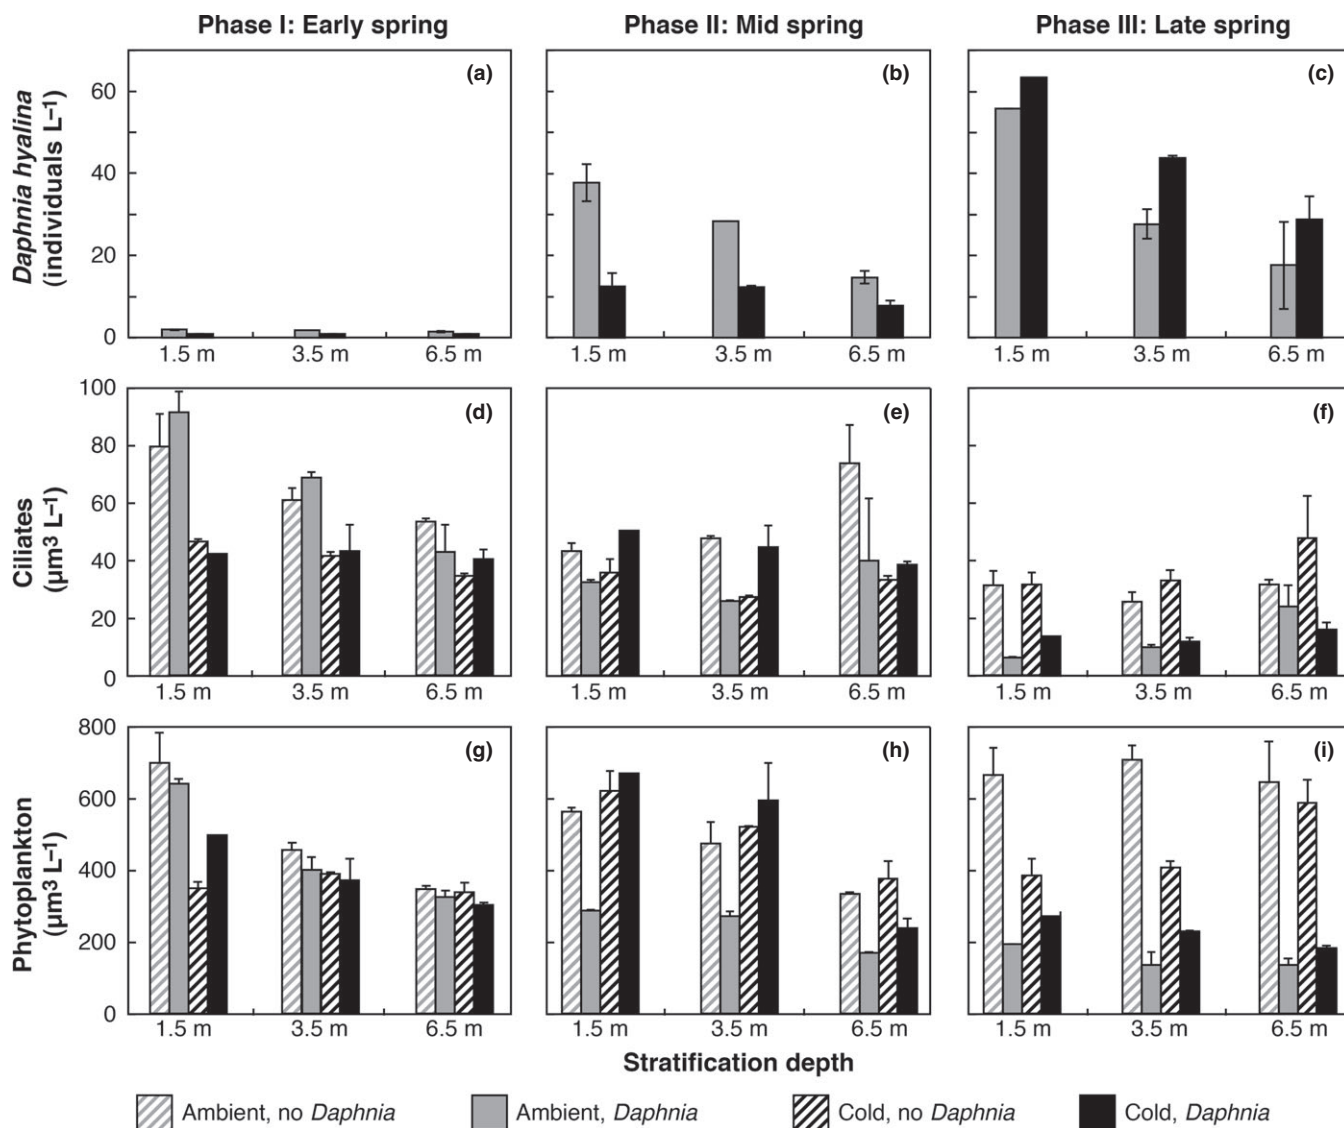 Phase I: Early spring
Phase II: Mid spring
Phase III: Late spring
Daphnia hyalina
(individuals L–1)
60
40
20
0
(a)
1.5 m 3.5 m 6.5 m
(b)
1.5 m 3.5 m 6.5 m
(c)
1.5 m 3.5 m 6.5 m
Ciliates
(µm3 L–1)
100
80
60
40
20
0
(d)
1.5 m 3.5 m 6.5 m
(e)
1.5 m 3.5 m 6.5 m
(f)
1.5 m 3.5 m 6.5 m
Phytoplankton
(µm3 L–1)
800
600
400
200
0
(g)
1.5 m 3.5 m 6.5 m
(h)
1.5 m 3.5 m 6.5 m
(i)
1.5 m 3.5 m 6.5 m
Stratification depth
Ambient, no Daphnia
Ambient, Daphnia
Cold, no Daphnia
Cold, Daphnia